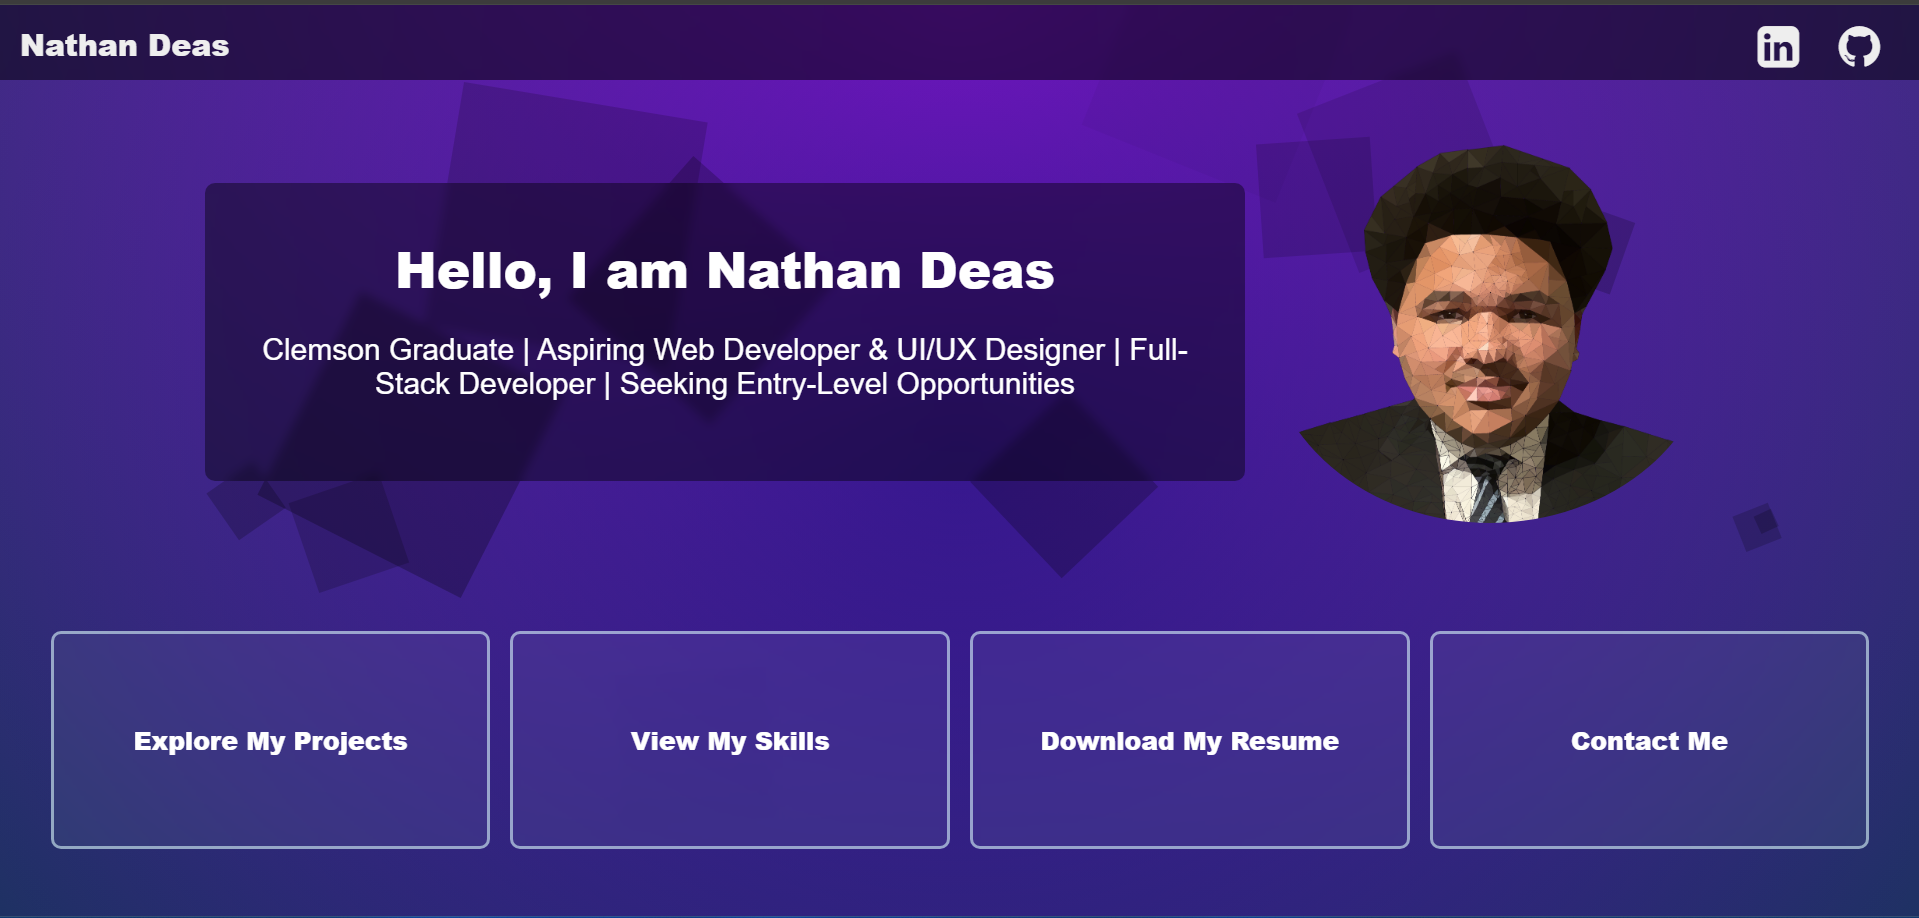 Nathan Deas
in
Hello, I am Nathan Deas
Clemson Graduate | Aspiring Web Developer & UI/UX Designer | Full-
Stack Developer | Seeking Entry-Level Opportunities
Explore My Projects
View My Skills
Download My Resume
Contact Me